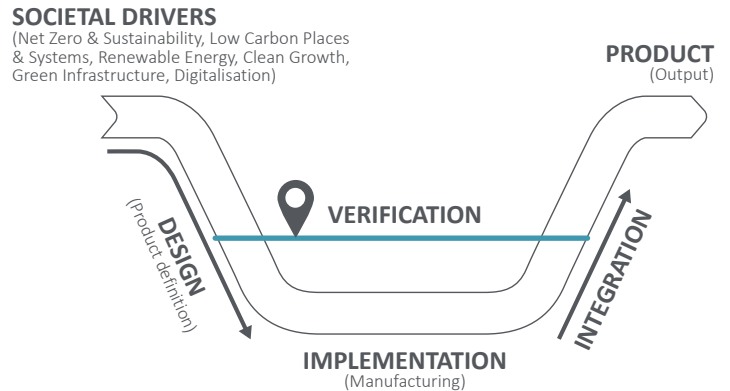 SOCIETAL DRIVERS
(Net Zero & Sustainability, Low Carbon Places
& Systems, Renewable Energy, Clean Growth,
Green Infrastructure, Digitalisation)
PRODUCT
(Output)
VERIFICATION
DESIGN
(Product definition)
INTEGRATION
IMPLEMENTATION
(Manufacturing)